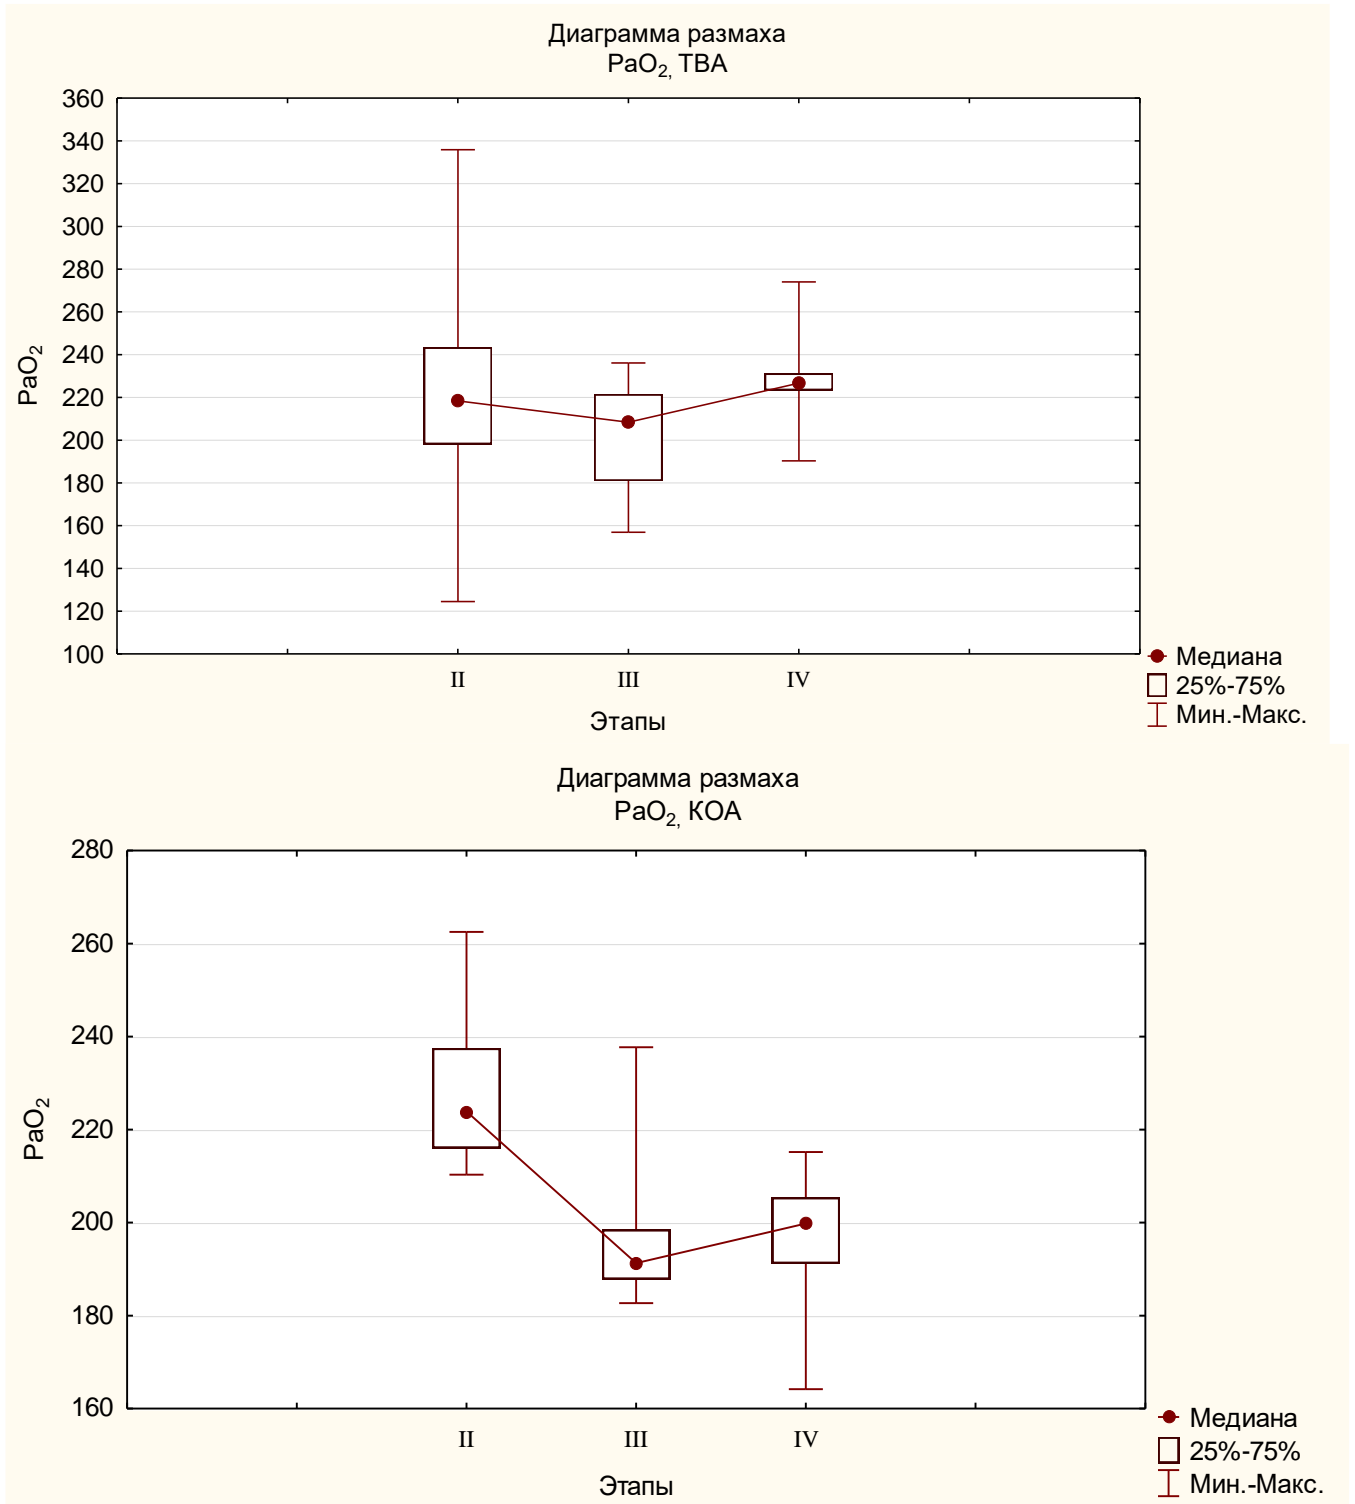 Диаграмма размаха
PaO₂, ТВА
360
340
320
300
280
260
240
220
200
180
160
140
120
100
PaO₂
II III IV
Этапы
Медиана
25%-75%
Мин.-Макс.
Диаграмма размаха
PaO₂, КОА
280
260
240
220
200
180
160
PaO₂
II III IV
Этапы
Медиана
25%-75%
Мин.-Макс.